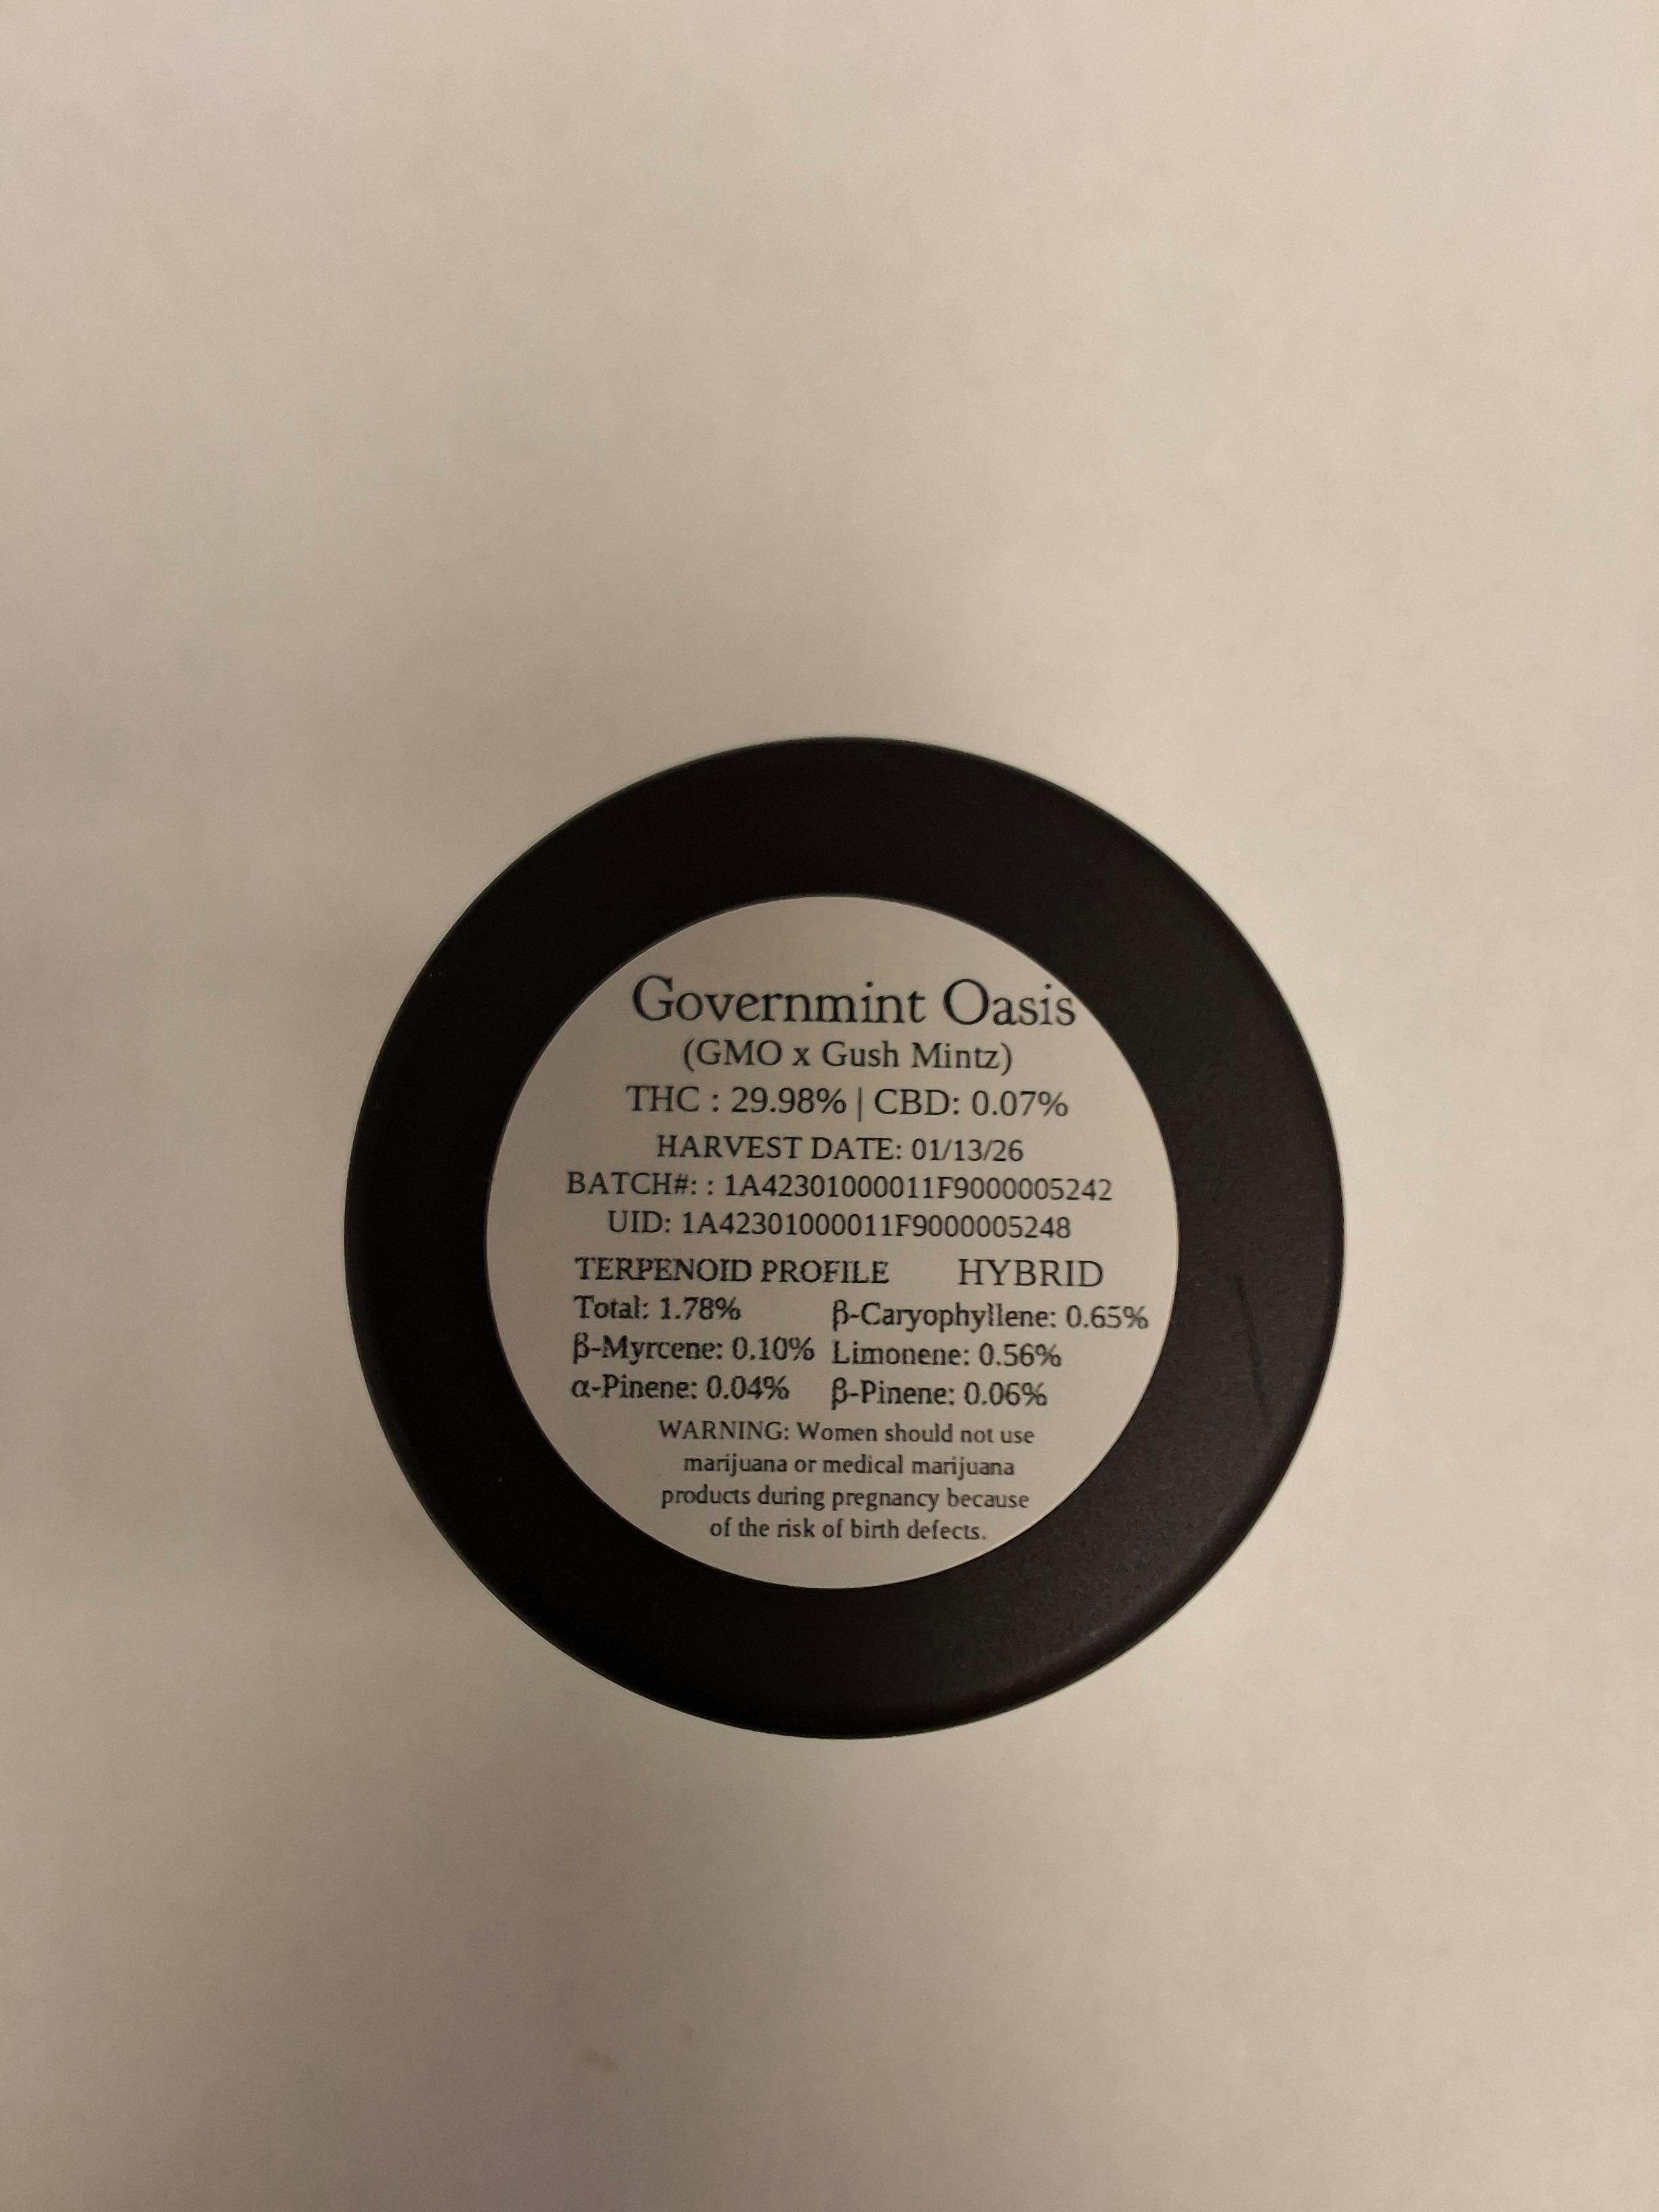 Governmint Oasis
(GMO x Gush Mintz)
THC : 29.98% | CBD: 0.07%
HARVEST DATE: 01/13/26
BATCH#: : 1A42301000011F9000005242
UID: 1A42301000011F9000005248
TERPENOID PROFILE HYBRID
Total: 1.78% β-Caryophyllene: 0.65%
β-Myrcene: 0.10% Limonene: 0.56%
α-Pinene: 0.04% β-Pinene: 0.06%
WARNING: Women should not use
marijuana or medical marijuana
products during pregnancy because
of the risk of birth defects.